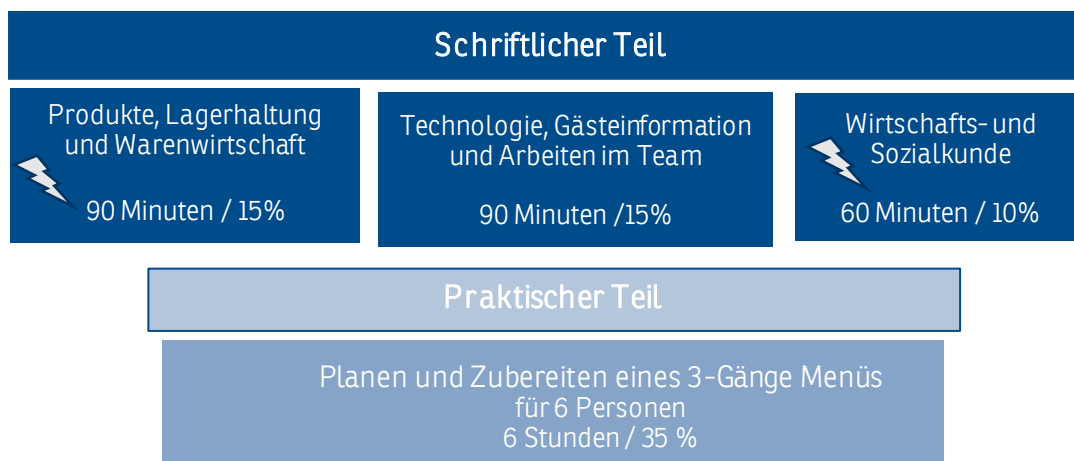 Schriftlicher Teil
Produkte, Lagerhaltung
und Warenwirtschaft
90 Minuten / 15%
Technologie, Gästeinformation
und Arbeiten im Team
90 Minuten /15%
Wirtschafts- und
Sozialkunde
60 Minuten / 10%
Praktischer Teil
Planen und Zubereiten eines 3-Gänge Menüs
für 6 Personen
6 Stunden / 35 %